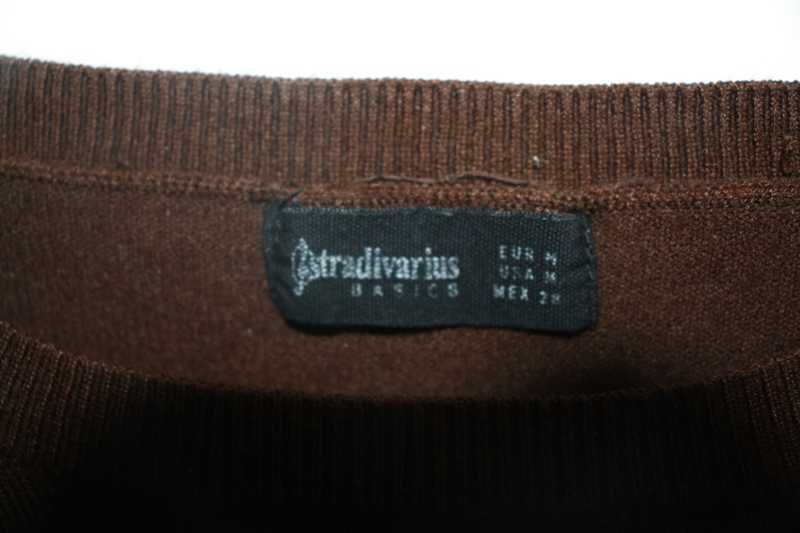 stradivarius
BASICS
EUR M
USA M
MEX 28